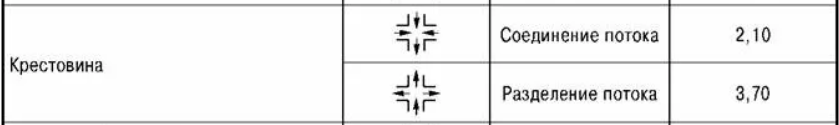 Соединение потока 2,10
Крестовина
Разделение потока 3,70